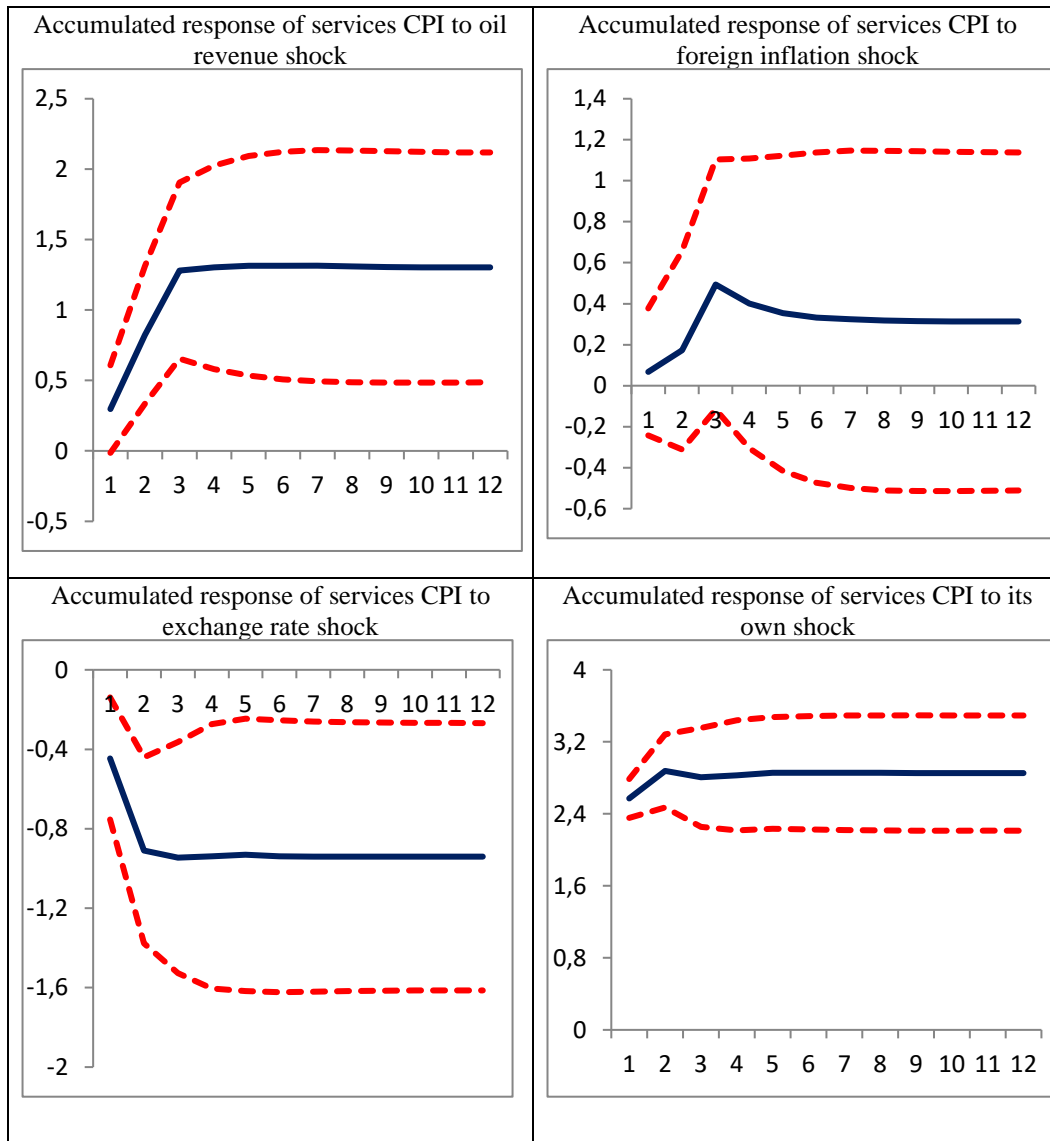 Accumulated response of services CPI to oil
revenue shock
2,5
2
1,5
1
0,5
0
-0,5
1 2 3 4 5 6 7 8 9 10 11 12
Accumulated response of services CPI to
foreign inflation shock
1,4
1,2
1
0,8
0,6
0,4
0,2
0
-0,2
-0,4
-0,6
1 2 3 4 5 6 7 8 9 10 11 12
Accumulated response of services CPI to
exchange rate shock
0
-0,4
-0,8
-1,2
-1,6
-2
1 2 3 4 5 6 7 8 9 10 11 12
Accumulated response of services CPI to its
own shock
4
3,2
2,4
1,6
0,8
0
1 2 3 4 5 6 7 8 9 10 11 12